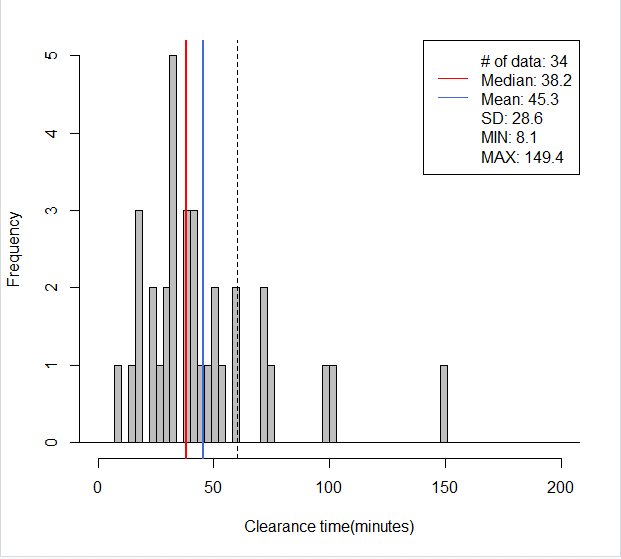 # of data: 34
Median: 38.2
Mean: 45.3
SD: 28.6
MIN: 8.1
MAX: 149.4
5
4
3
2
1
0
Frequency
0 50 100 150 200
Clearance time(minutes)